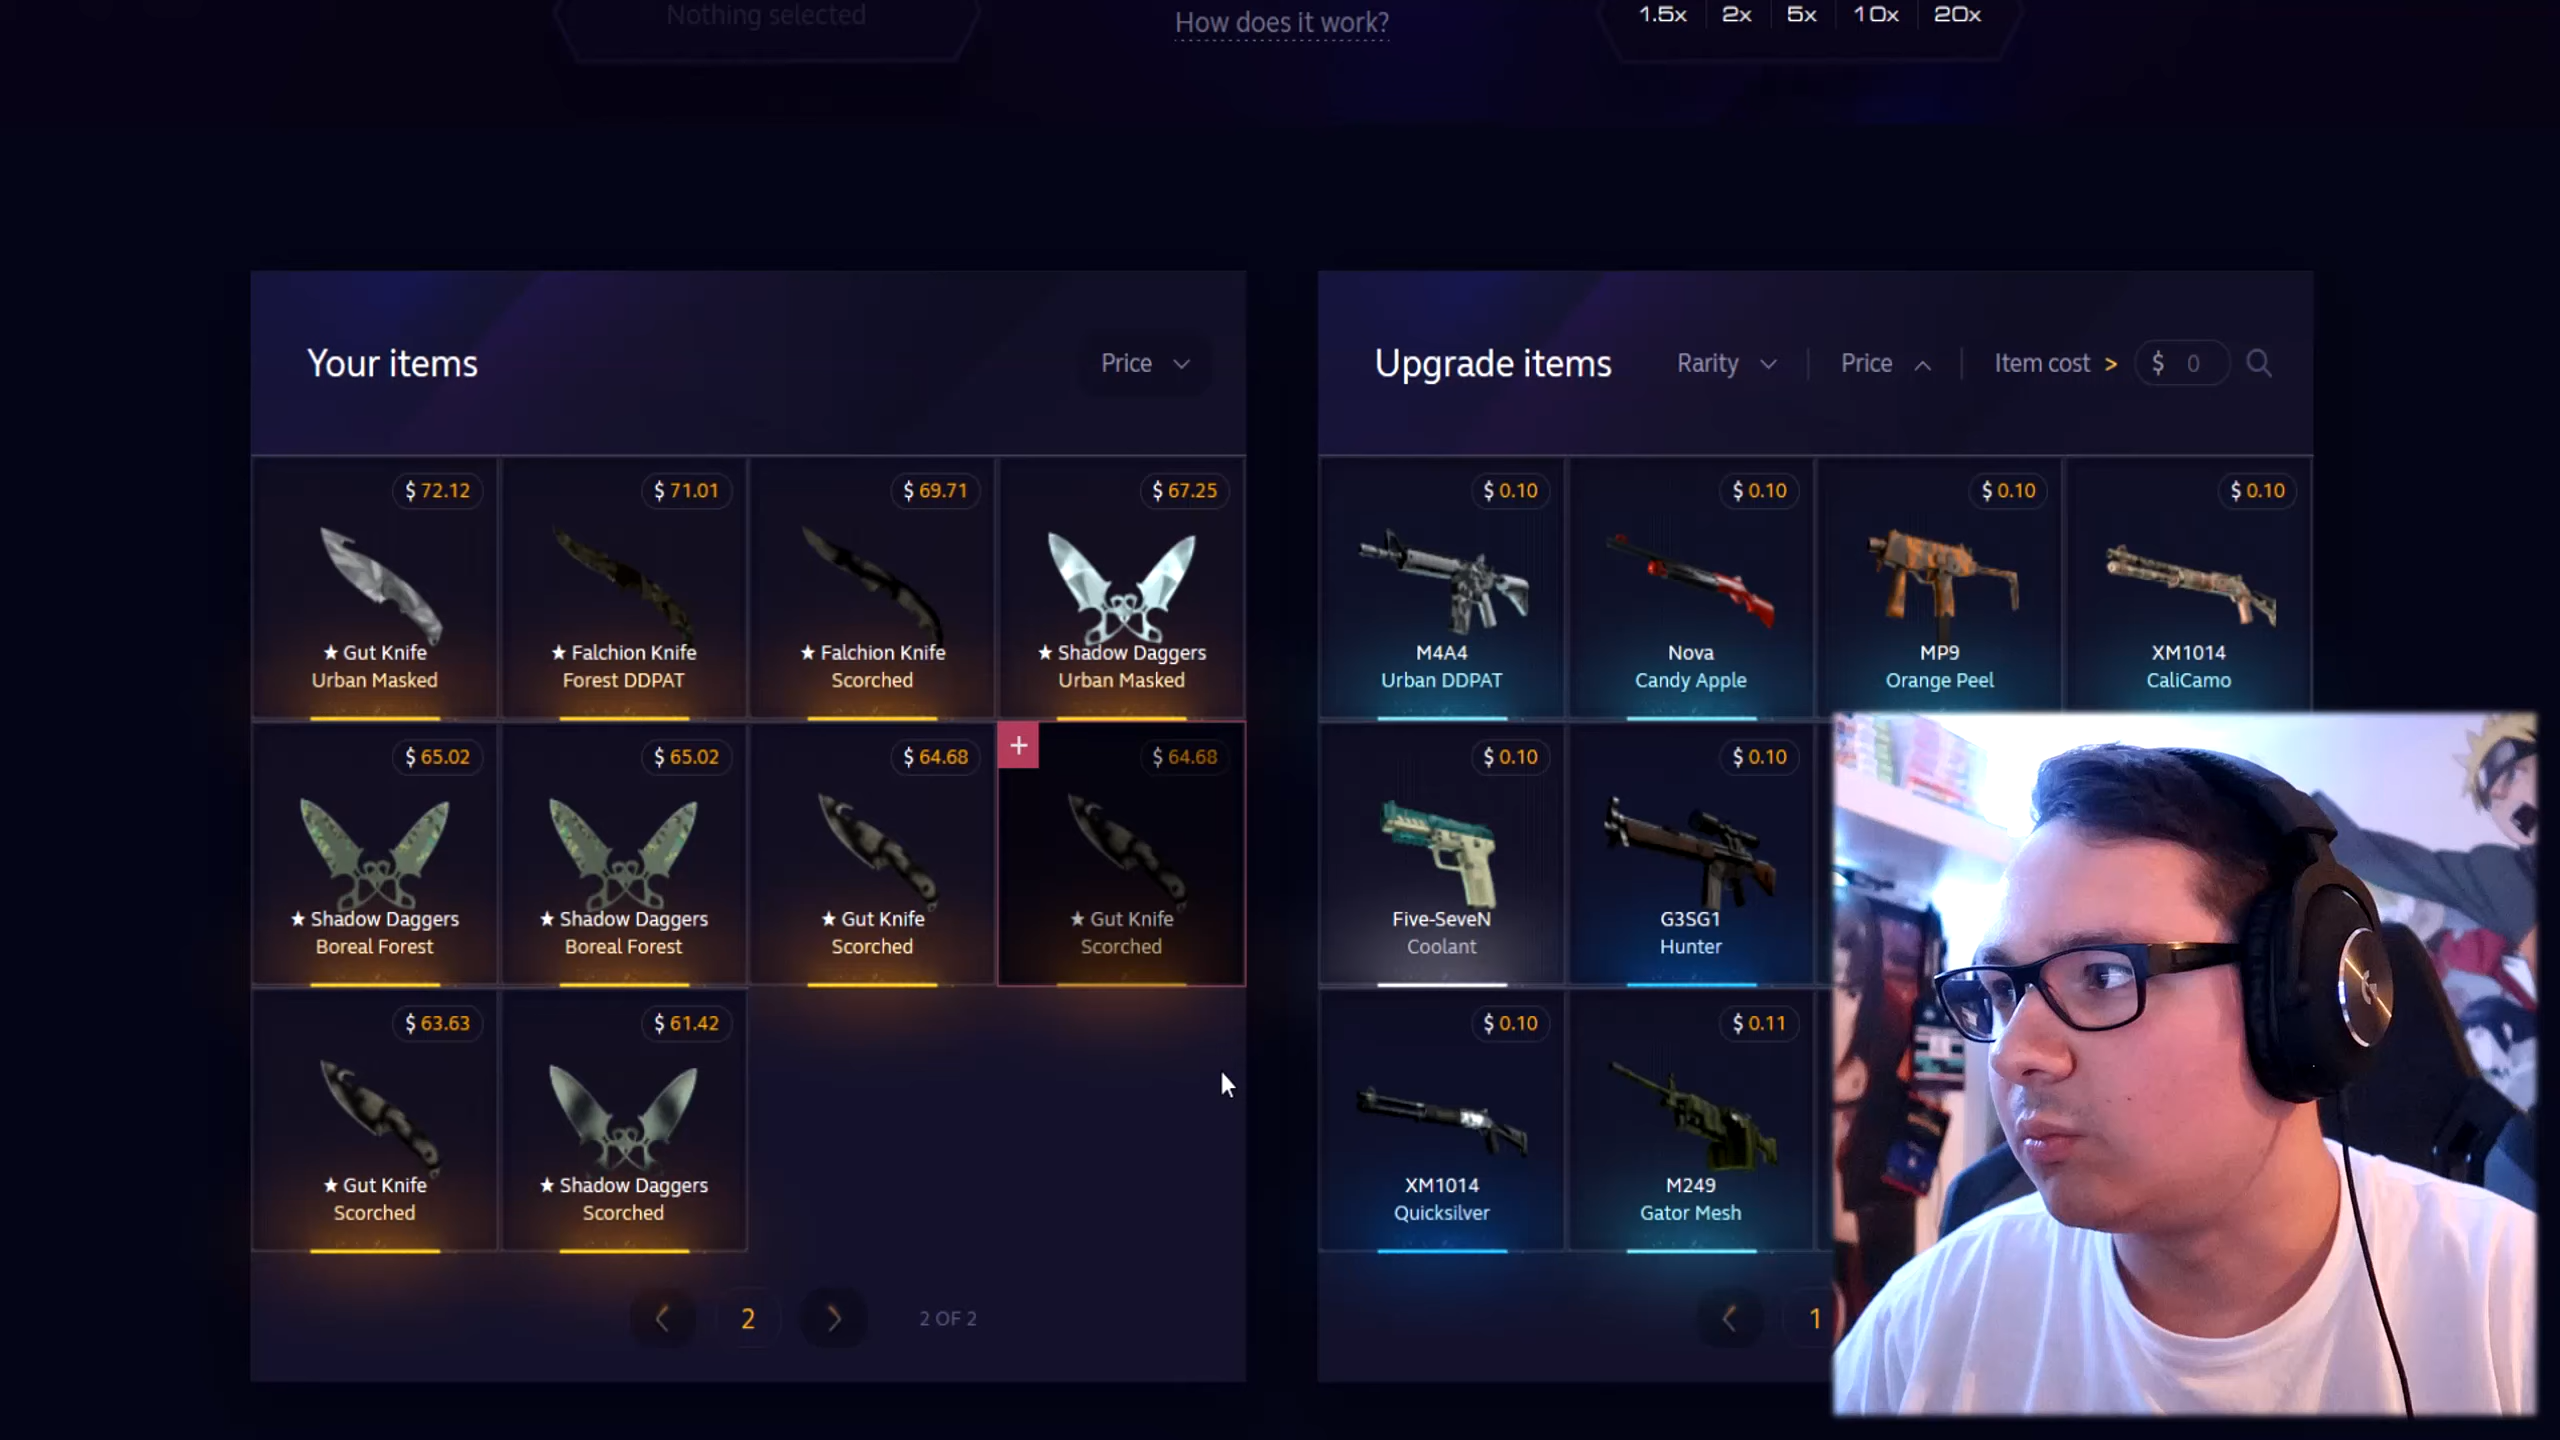 Nothing selected
How does it work?
1.5x 2x 5x 10x 20x
Your items
Price
$ 72.12
★ Gut Knife
Urban Masked
$ 71.01
★ Falchion Knife
Forest DDPAT
$ 69.71
★ Falchion Knife
Scorched
$ 67.25
★ Shadow Daggers
Urban Masked
$ 65.02
★ Shadow Daggers
Boreal Forest
$ 65.02
★ Shadow Daggers
Boreal Forest
$ 64.68
★ Gut Knife
Scorched
+
$ 64.68
★ Gut Knife
Scorched
$ 63.63
★ Gut Knife
Scorched
$ 61.42
★ Shadow Daggers
Scorched
2
2 OF 2
Upgrade items
Rarity
Price
Item cost >
$ 0
$ 0.10
M4A4
Urban DDPAT
$ 0.10
Nova
Candy Apple
$ 0.10
MP9
Orange Peel
$ 0.10
XM1014
CaliCamo
$ 0.10
Five-SeveN
Coolant
$ 0.10
G3SG1
Hunter
$ 0.10
XM1014
Quicksilver
$ 0.11
M249
Gator Mesh
1